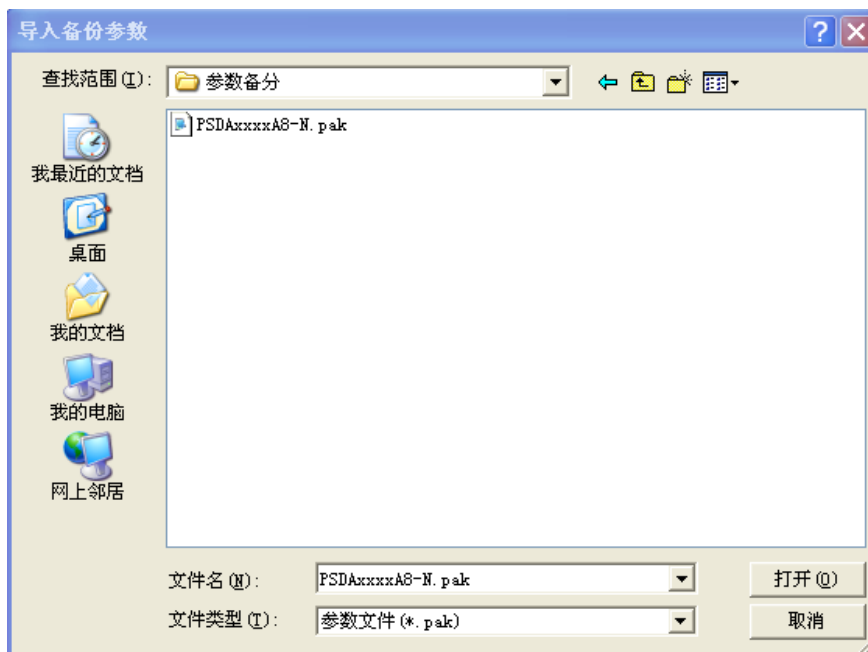 导入备份参数
查找范围(I):
参数备分
PSDAxxxxA8-N.pak
我最近的文档
桌面
我的文档
我的电脑
网上邻居
文件名(N):
PSDAxxxxA8-N.pak
打开(O)
文件类型(T):
参数文件(*.pak)
取消